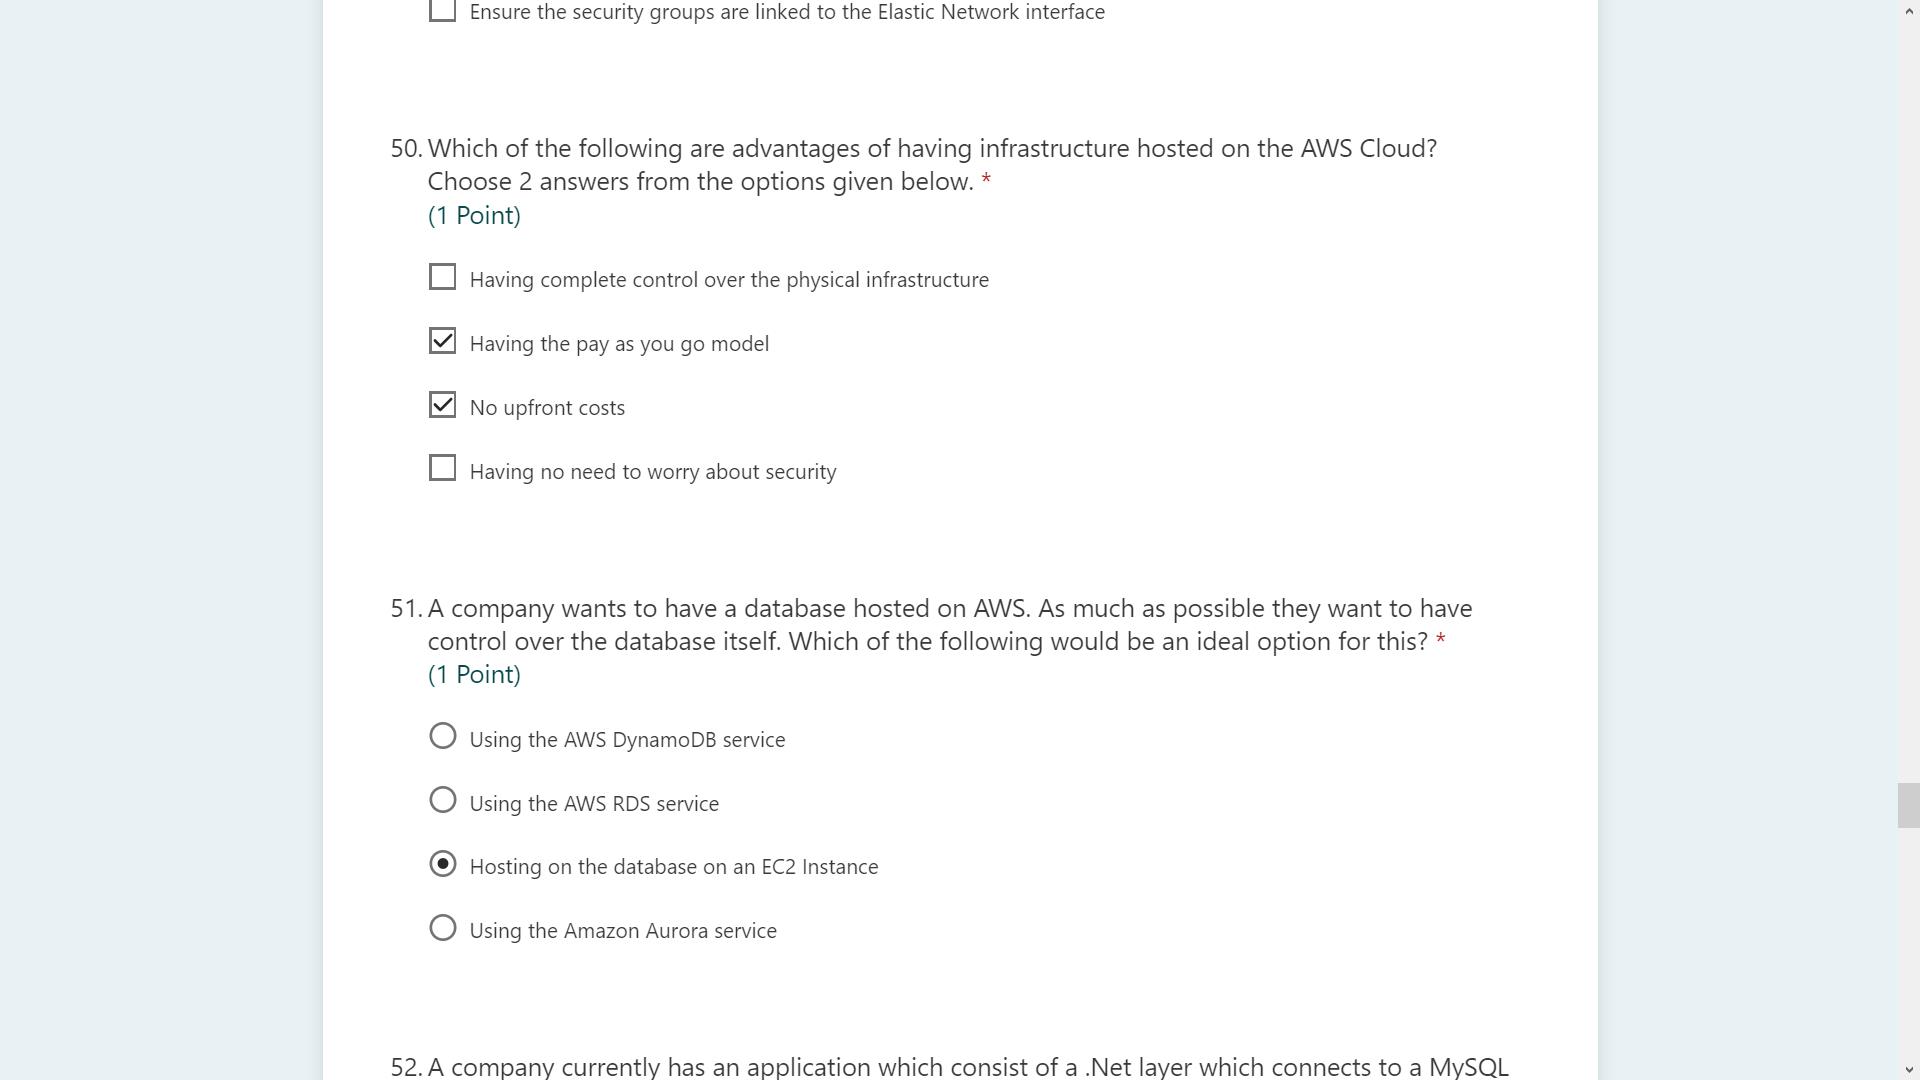 Ensure the security groups are linked to the Elastic Network interface
50. Which of the following are advantages of having infrastructure hosted on the AWS Cloud?
Choose 2 answers from the options given below. *
(1 Point)
Having complete control over the physical infrastructure
Having the pay as you go model
No upfront costs
Having no need to worry about security
51. A company wants to have a database hosted on AWS. As much as possible they want to have
control over the database itself. Which of the following would be an ideal option for this? *
(1 Point)
Using the AWS DynamoDB service
Using the AWS RDS service
Hosting on the database on an EC2 Instance
Using the Amazon Aurora service
52. A company currently has an application which consist of a .Net layer which connects to a MySQL